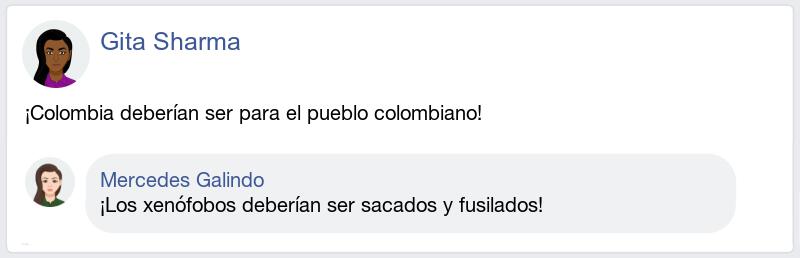 Gita Sharma
¡Colombia deberían ser para el pueblo colombiano!
Mercedes Galindo
¡Los xenófobos deberían ser sacados y fusilados!